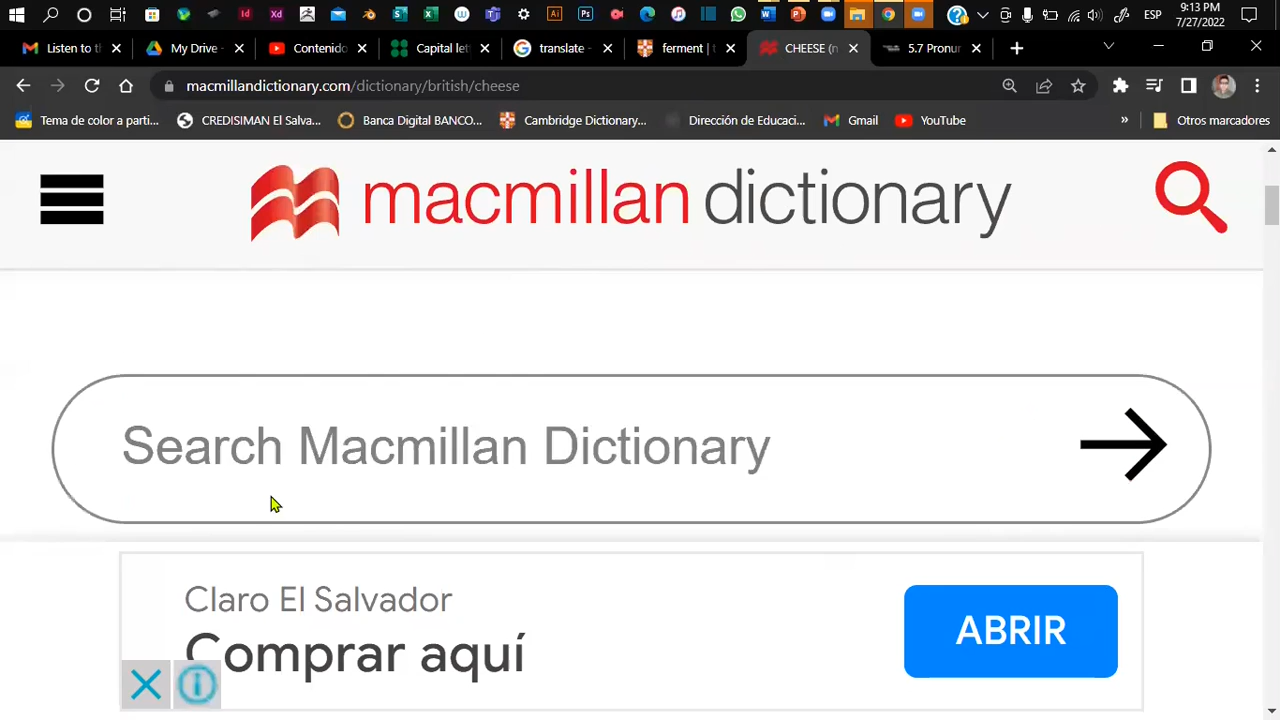 9:13 PM
ESP
7/27/2022
Listen to th
My Drive -
Contenido
Capital let
translate -
ferment | t
CHEESE (n
5.7 Pronun
macmillandictionary.com/dictionary/british/cheese
Tema de color a parti...
CREDISIMAN El Salva...
Banca Digital BANCO...
Cambridge Dictionary...
Dirección de Educaci...
Gmail
YouTube
»
Otros marcadores
macmillan dictionary
Search Macmillan Dictionary
Claro El Salvador
Comprar aquí
ABRIR